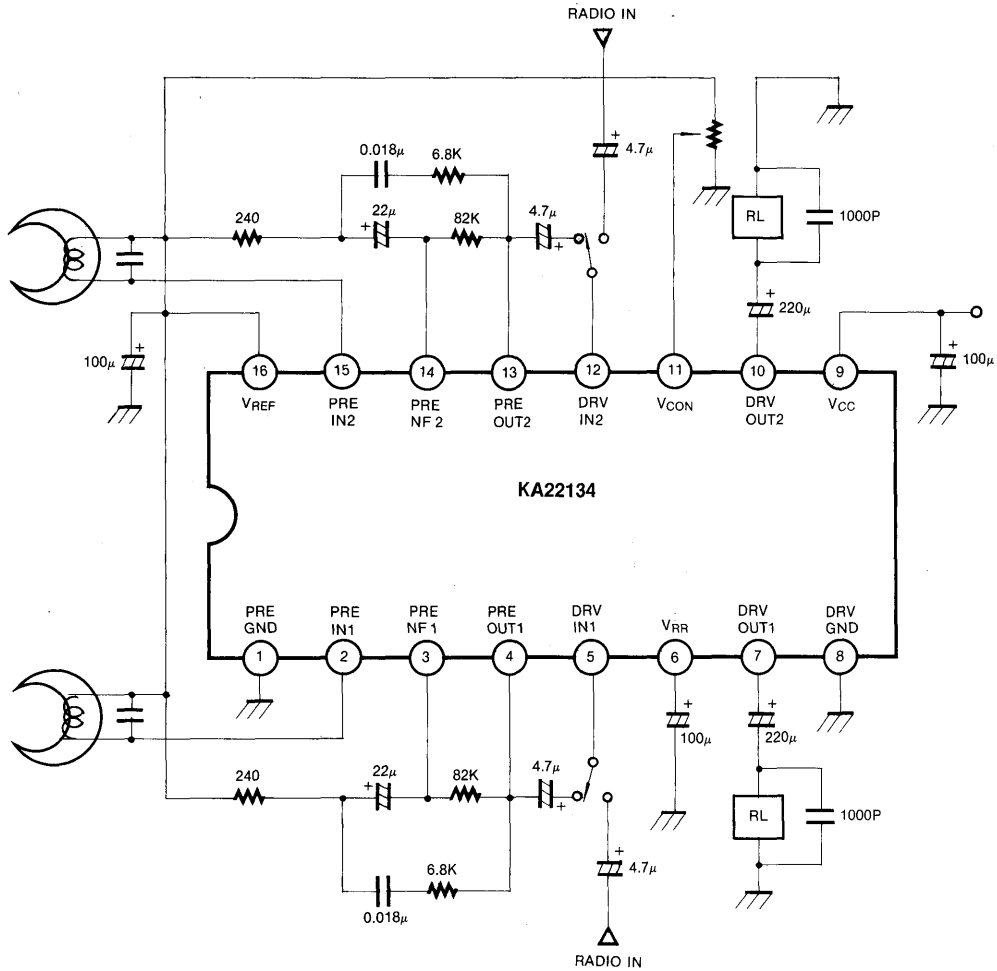 RADIO IN
4.7μ
0.018μ
6.8K
240
22μ
82K
4.7μ
RL
1000P
220μ
100μ
100μ
16
15
14
13
12
11
10
9
VREF
PRE
IN2
PRE
NF2
PRE
OUT2
DRV
IN2
VCON
DRV
OUT2
VCC
KA22134
PRE
GND
PRE
IN1
PRE
NF1
PRE
OUT1
DRV
IN1
VRR
DRV
OUT1
DRV
GND
1
2
3
4
5
6
7
8
100μ
220μ
240
22μ
82K
4.7μ
RL
1000P
6.8K
0.018μ
4.7μ
RADIO IN